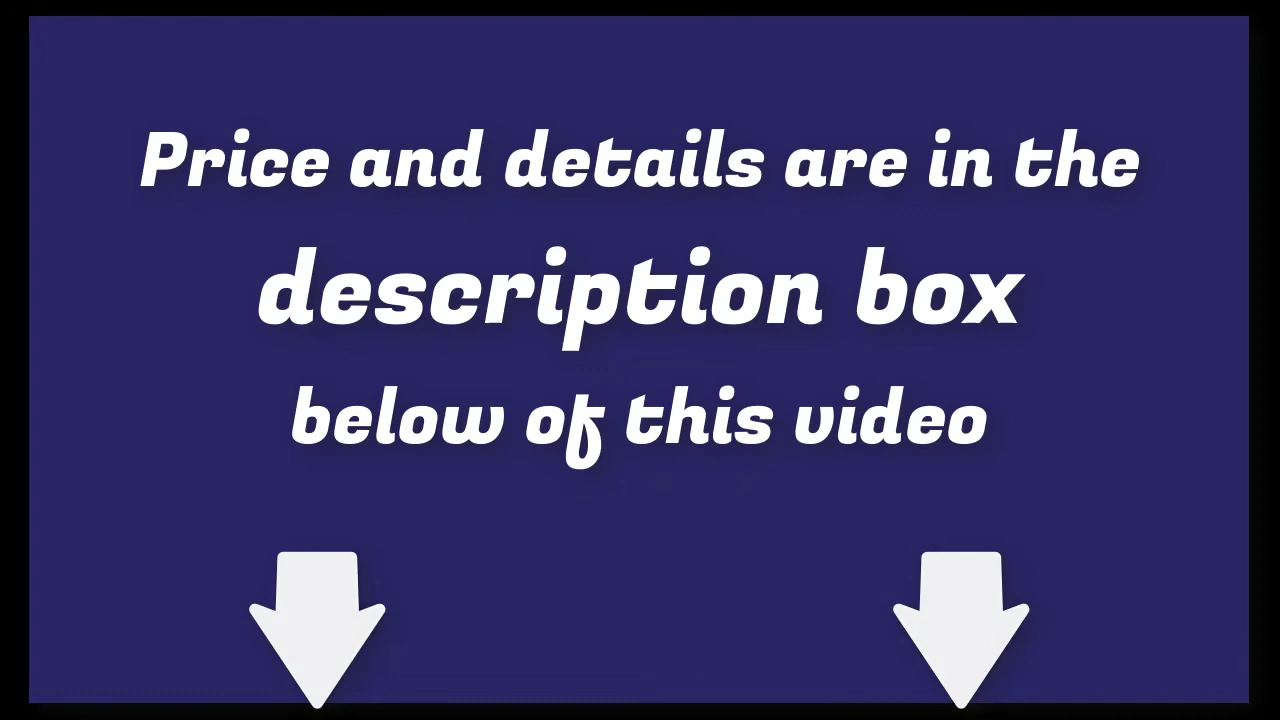 Price and details are in the
description box
below of this video